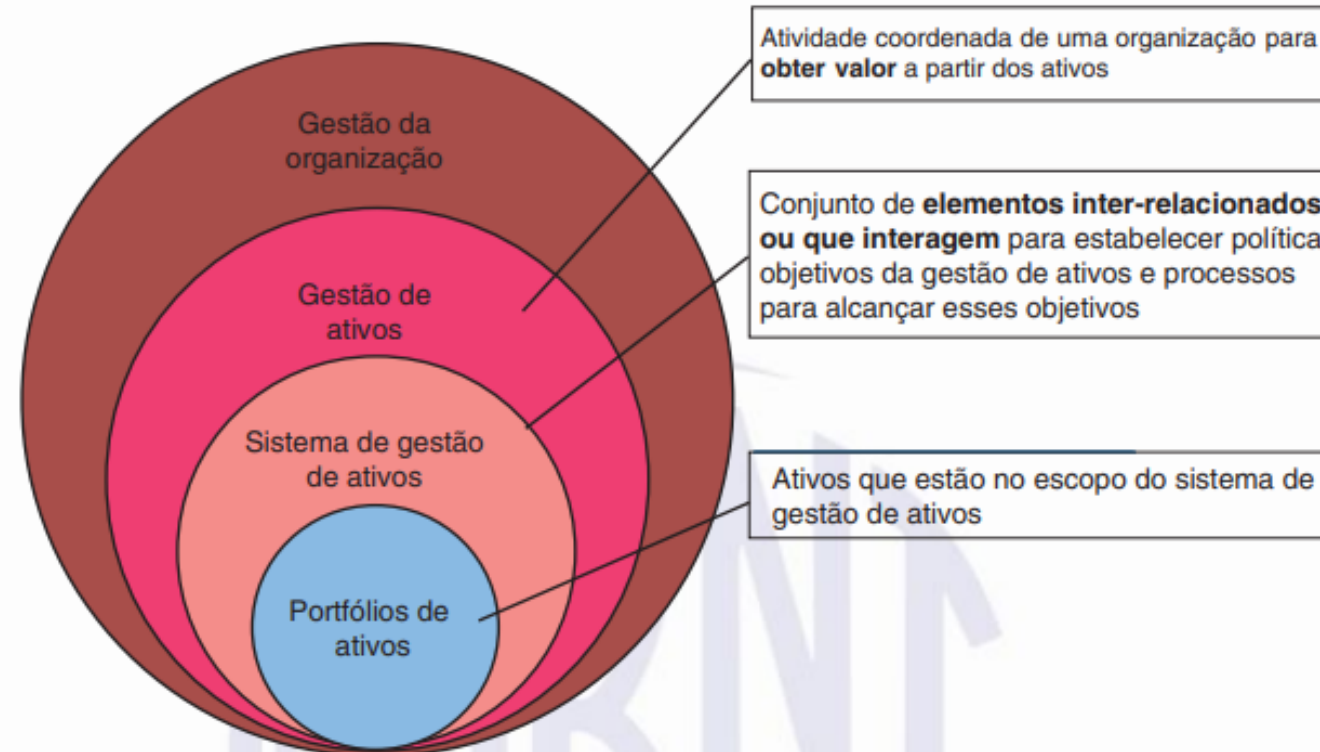 Gestão da
organização
Gestão de
ativos
Sistema de gestão
de ativos
Portfólios de
ativos
Atividade coordenada de uma organização para
obter valor a partir dos ativos
Conjunto de elementos inter-relacionados
ou que interagem para estabelecer política
objetivos da gestão de ativos e processos
para alcançar esses objetivos
Ativos que estão no escopo do sistema de
gestão de ativos